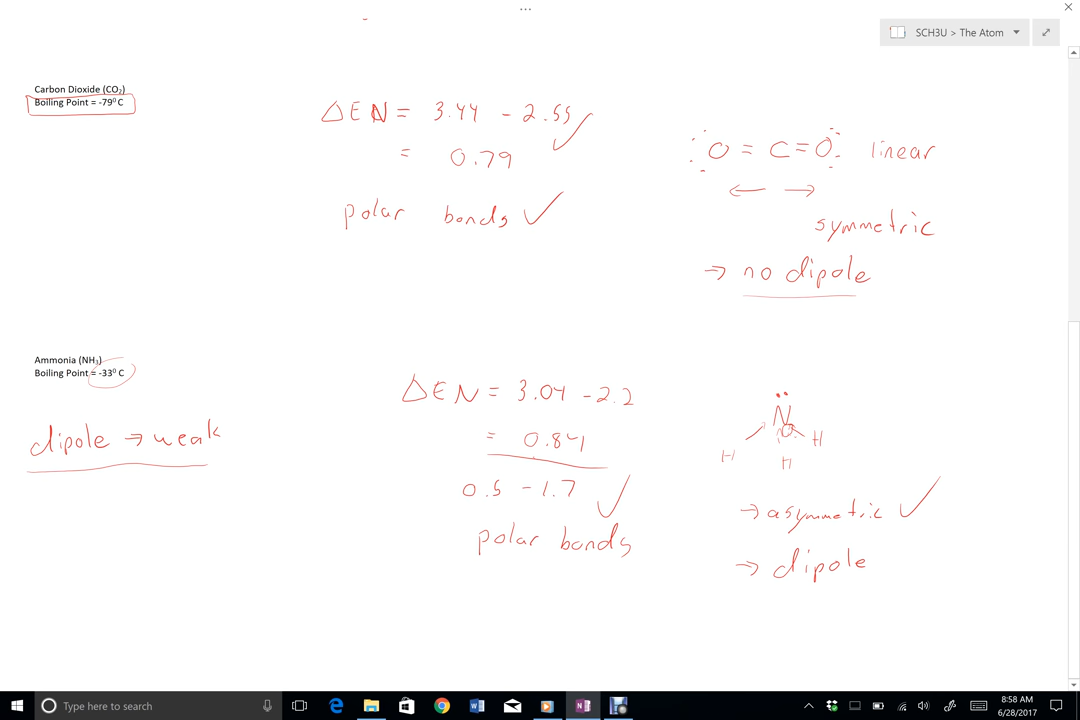 SCH3U > The Atom
Carbon Dioxide (CO₂)
Boiling Point = -79⁰ C
ΔEN = 3.44 - 2.55 ✓
= 0.79
polar bonds ✓
O = C = O linear
symmetric
→ no dipole
Ammonia (NH₃)
Boiling Point = -33⁰ C
dipole → weak
ΔEN = 3.04 - 2.2
= 0.84
0.5 - 1.7 ✓
polar bonds
N
H H
H
→ asymmetric ✓
→ dipole
Type here to search
8:58 AM
6/28/2017